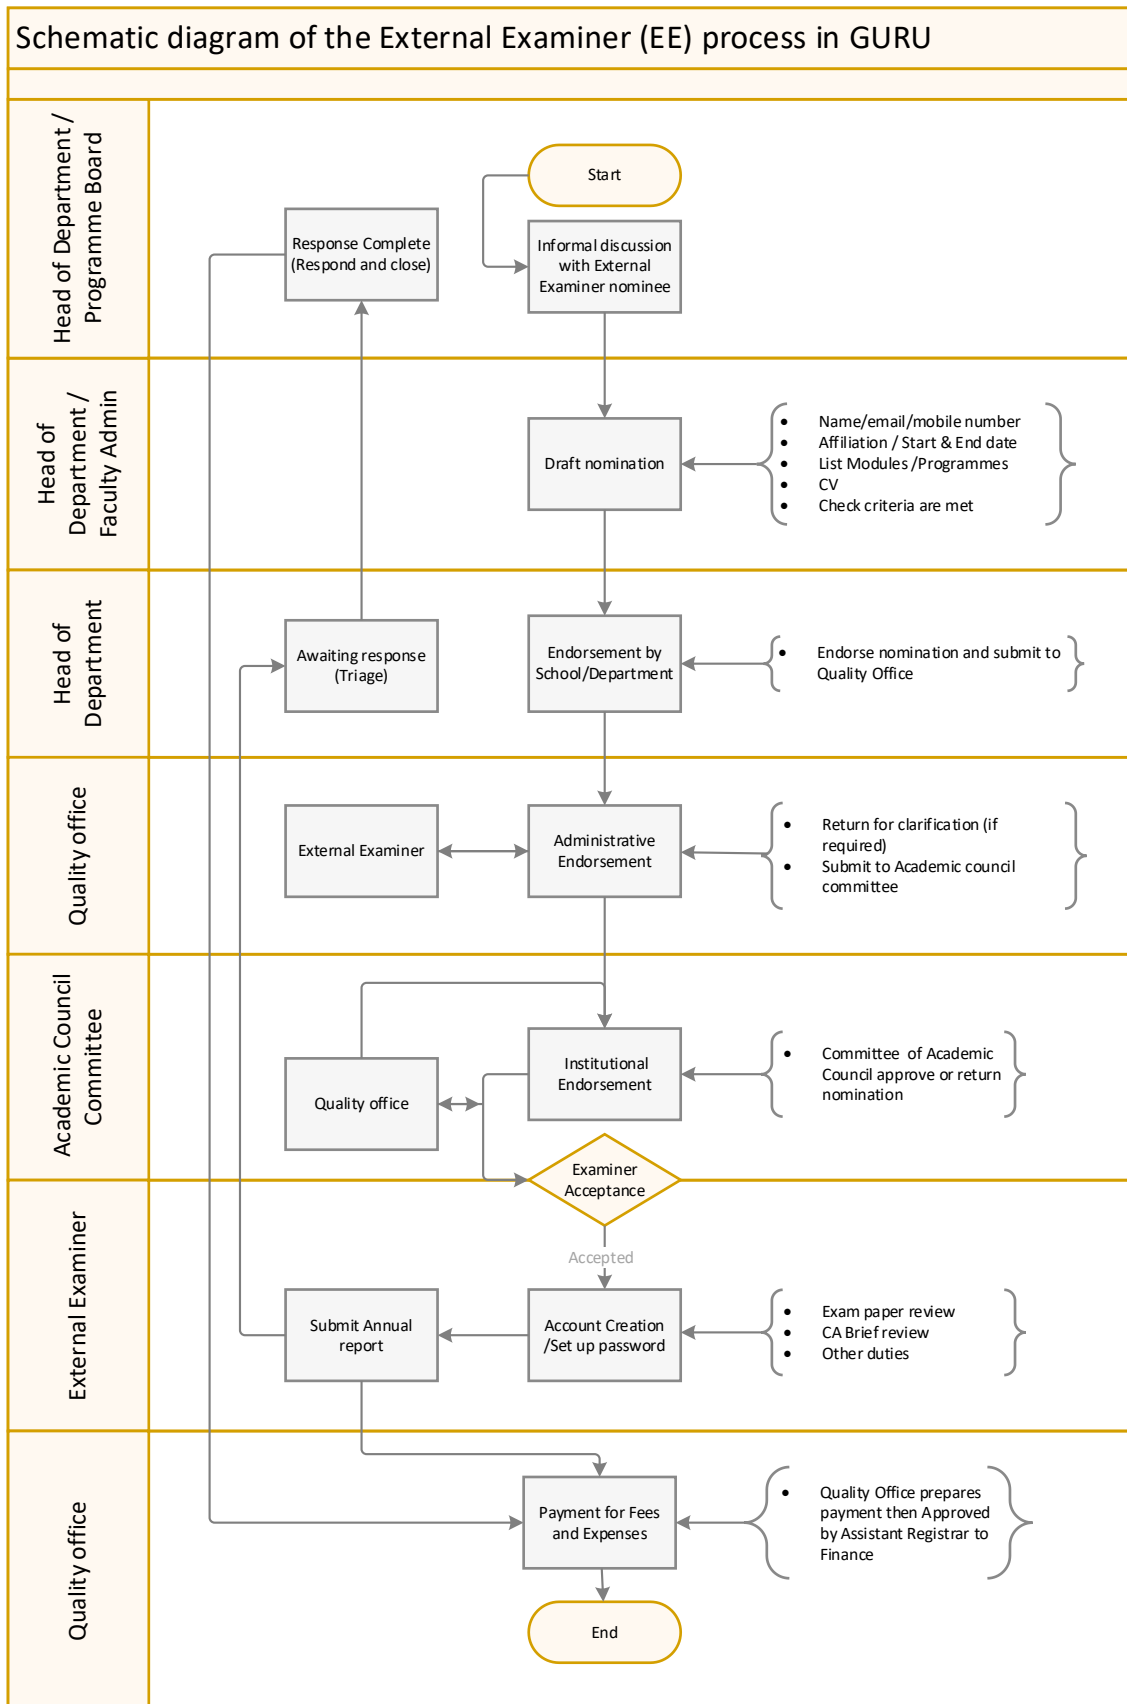 Schematic diagram of the External Examiner (EE) process in GURU
Head of Department /
Programme Board
Start
Response Complete
(Respond and close)
Informal discussion
with External
Examiner nominee
Head of
Department /
Faculty Admin
Draft nomination
• Name/email/mobile number
• Affiliation / Start & End date
• List Modules /Programmes
• CV
• Check criteria are met
Head of
Department
Awaiting response
(Triage)
Endorsement by
School/Department
• Endorse nomination and submit to
Quality Office
Quality office
External Examiner
Administrative
Endorsement
• Return for clarification (if
required)
• Submit to Academic council
committee
Academic Council
Committee
Quality office
Institutional
Endorsement
• Committee of Academic
Council approve or return
nomination
Examiner
Acceptance
Accepted
External Examiner
Submit Annual
report
Account Creation
/Set up password
• Exam paper review
• CA Brief review
• Other duties
Quality office
Payment for Fees
and Expenses
• Quality Office prepares
payment then Approved
by Assistant Registrar to
Finance
End